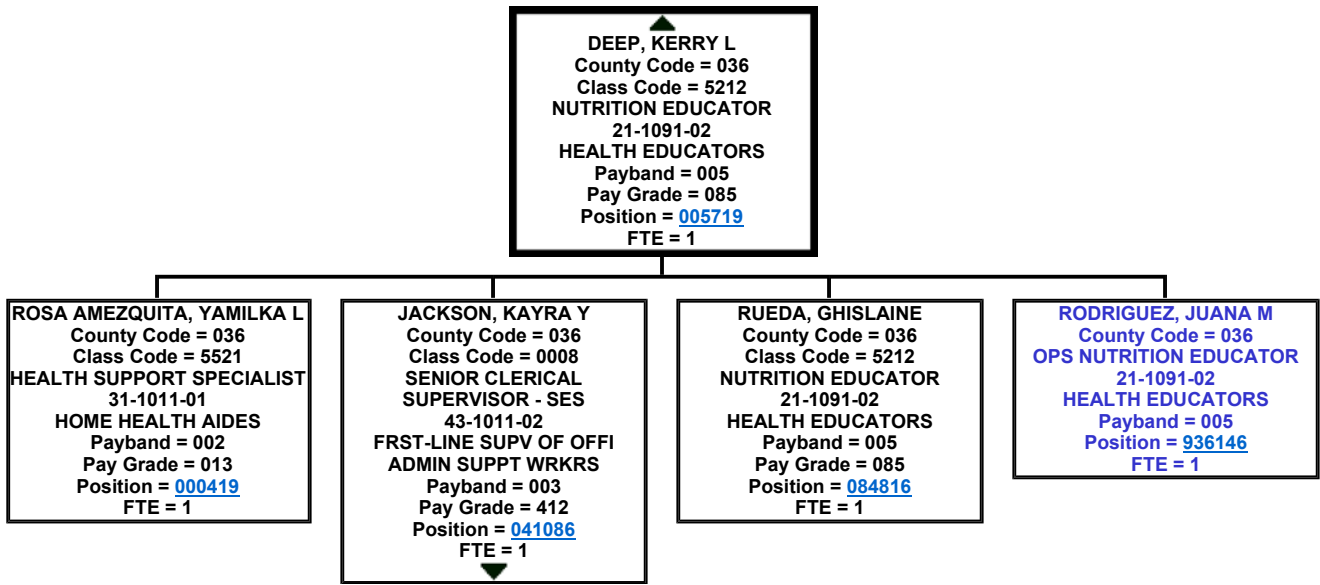 DEEP, KERRY L
County Code = 036
Class Code = 5212
NUTRITION EDUCATOR
21-1091-02
HEALTH EDUCATORS
Payband = 005
Pay Grade = 085
Position = 005719
FTE = 1
ROSA AMEZQUITA, YAMILKA L
County Code = 036
Class Code = 5521
HEALTH SUPPORT SPECIALIST
31-1011-01
HOME HEALTH AIDES
Payband = 002
Pay Grade = 013
Position = 000419
FTE = 1
JACKSON, KAYRA Y
County Code = 036
Class Code = 0008
SENIOR CLERICAL
SUPERVISOR - SES
43-1011-02
FRST-LINE SUPV OF OFFI
ADMIN SUPPT WRKRS
Payband = 003
Pay Grade = 412
Position = 041086
FTE = 1
RUEDA, GHISLAINE
County Code = 036
Class Code = 5212
NUTRITION EDUCATOR
21-1091-02
HEALTH EDUCATORS
Payband = 005
Pay Grade = 085
Position = 084816
FTE = 1
RODRIGUEZ, JUANA M
County Code = 036
OPS NUTRITION EDUCATOR
21-1091-02
HEALTH EDUCATORS
Payband = 005
Position = 936146
FTE = 1